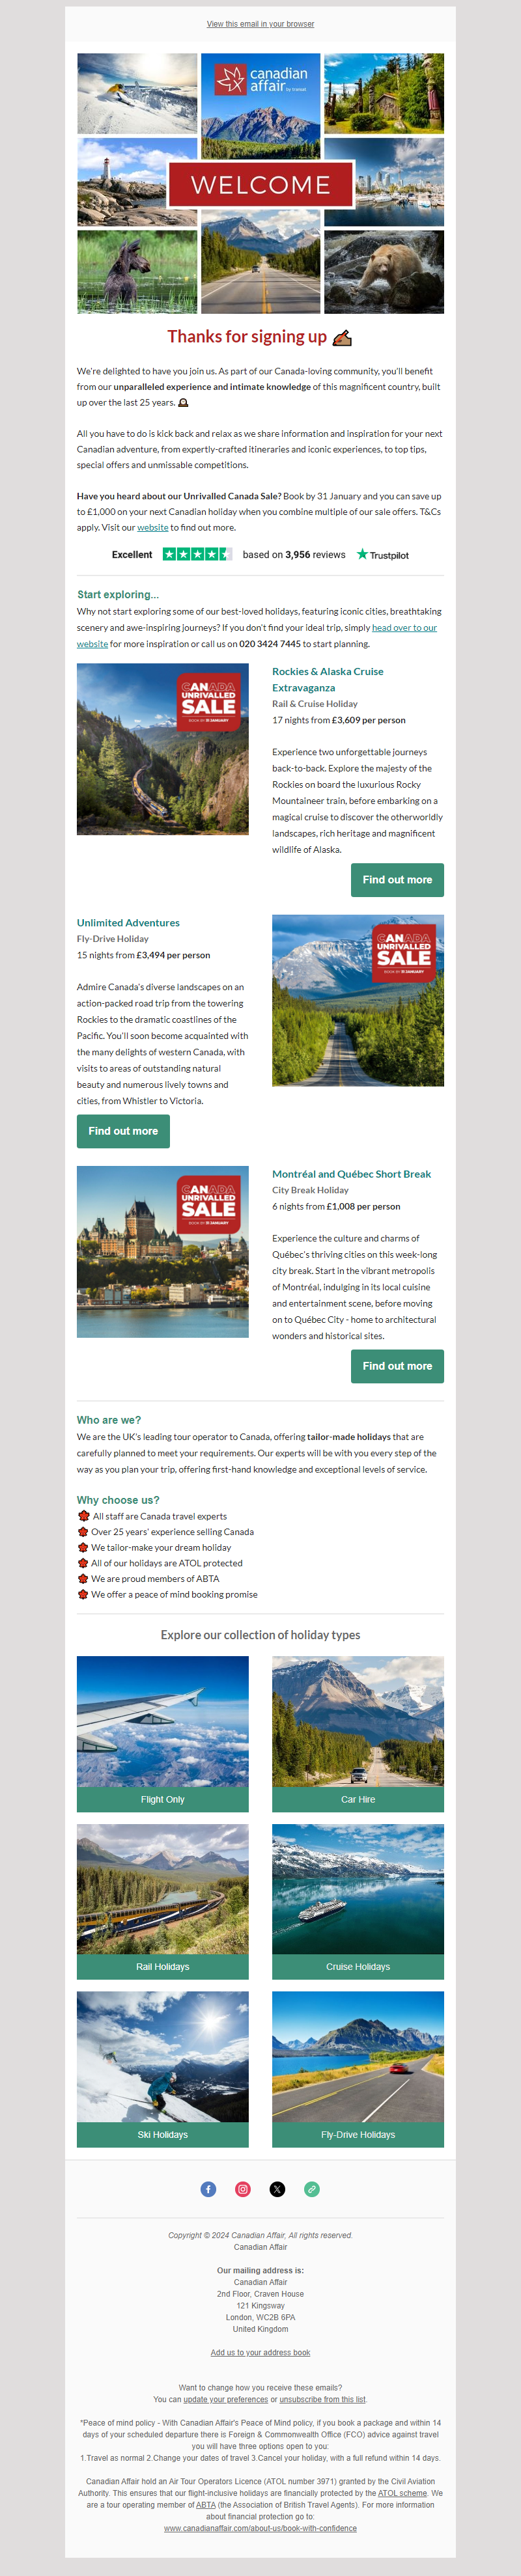 View this email in your browser
canadian
affair by transat
WELCOME
Thanks for signing up
We're delighted to have you join us. As part of our Canada-loving community, you'll benefit
from our unparalleled experience and intimate knowledge of this magnificent country, built
up over the last 25 years.
All you have to do is kick back and relax as we share information and inspiration for your next
Canadian adventure, from expertly-crafted itineraries and iconic experiences, to top tips,
special offers and unmissable competitions.
Have you heard about our Unrivalled Canada Sale? Book by 31 January and you can save up
to £1,000 on your next Canadian holiday when you combine multiple of our sale offers. T&Cs
apply. Visit our website to find out more.
Excellent based on 3,956 reviews Trustpilot
Start exploring...
Why not start exploring some of our best-loved holidays, featuring iconic cities, breathtaking
scenery and awe-inspiring journeys? If you don't find your ideal trip, simply head over to our
website for more inspiration or call us on 020 3424 7445 to start planning.
CANADA
UNRIVALLED
SALE
BOOK BY 31 JANUARY
Rockies & Alaska Cruise
Extravaganza
Rail & Cruise Holiday
17 nights from £3,609 per person
Experience two unforgettable journeys
back-to-back. Explore the majesty of the
Rockies on board the luxurious Rocky
Mountaineer train, before embarking on a
magical cruise to discover the otherworldly
landscapes, rich heritage and magnificent
wildlife of Alaska.
Find out more
Unlimited Adventures
Fly-Drive Holiday
15 nights from £3,494 per person
Admire Canada's diverse landscapes on an
action-packed road trip from the towering
Rockies to the dramatic coastlines of the
Pacific. You'll soon become acquainted with
the many delights of western Canada, with
visits to areas of outstanding natural
beauty and numerous lively towns and
cities, from Whistler to Victoria.
Find out more
CANADA
UNRIVALLED
SALE
BOOK BY 31 JANUARY
CANADA
UNRIVALLED
SALE
BOOK BY 31 JANUARY
Montréal and Québec Short Break
City Break Holiday
6 nights from £1,008 per person
Experience the culture and charms of
Québec's thriving cities on this week-long
city break. Start in the vibrant metropolis
of Montréal, indulging in its local cuisine
and entertainment scene, before moving
on to Québec City - home to architectural
wonders and historical sites.
Find out more
Who are we?
We are the UK's leading tour operator to Canada, offering tailor-made holidays that are
carefully planned to meet your requirements. Our experts will be with you every step of the
way as you plan your trip, offering first-hand knowledge and exceptional levels of service.
Why choose us?
All staff are Canada travel experts
Over 25 years' experience selling Canada
We tailor-make your dream holiday
All of our holidays are ATOL protected
We are proud members of ABTA
We offer a peace of mind booking promise
Explore our collection of holiday types
Flight Only
Car Hire
Rail Holidays
Cruise Holidays
Ski Holidays
Fly-Drive Holidays
Copyright © 2024 Canadian Affair, All rights reserved.
Canadian Affair
Our mailing address is:
Canadian Affair
2nd Floor, Craven House
121 Kingsway
London, WC2B 6PA
United Kingdom
Add us to your address book
Want to change how you receive these emails?
You can update your preferences or unsubscribe from this list.
*Peace of mind policy - With Canadian Affair's Peace of Mind policy, if you book a package and within 14
days of your scheduled departure there is Foreign & Commonwealth Office (FCO) advice against travel
you will have three options open to you:
1.Travel as normal 2.Change your dates of travel 3.Cancel your holiday, with a full refund within 14 days.
Canadian Affair hold an Air Tour Operators Licence (ATOL number 3971) granted by the Civil Aviation
Authority. This ensures that our flight-inclusive holidays are financially protected by the ATOL scheme. We
are a tour operating member of ABTA (the Association of British Travel Agents). For more information
about financial protection go to:
www.canadianaffair.com/about-us/book-with-confidence